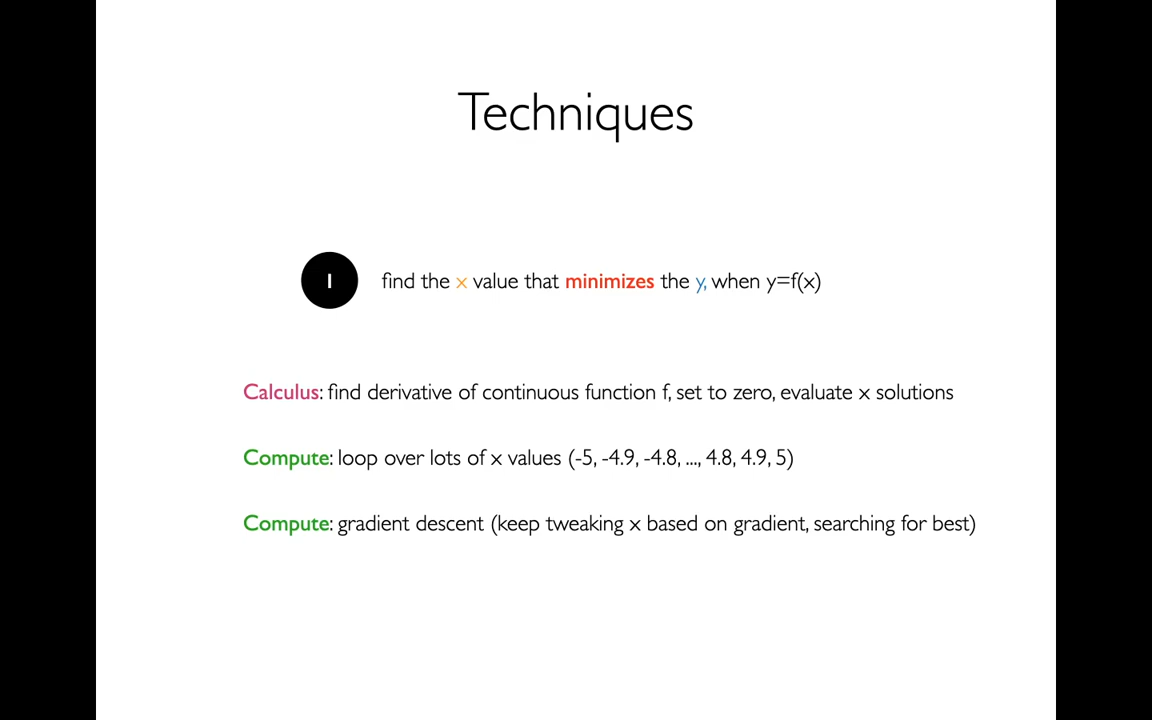 Techniques
1 find the x value that minimizes the y, when y=f(x)
Calculus: find derivative of continuous function f, set to zero, evaluate x solutions
Compute: loop over lots of x values (-5, -4.9, -4.8, ..., 4.8, 4.9, 5)
Compute: gradient descent (keep tweaking x based on gradient, searching for best)